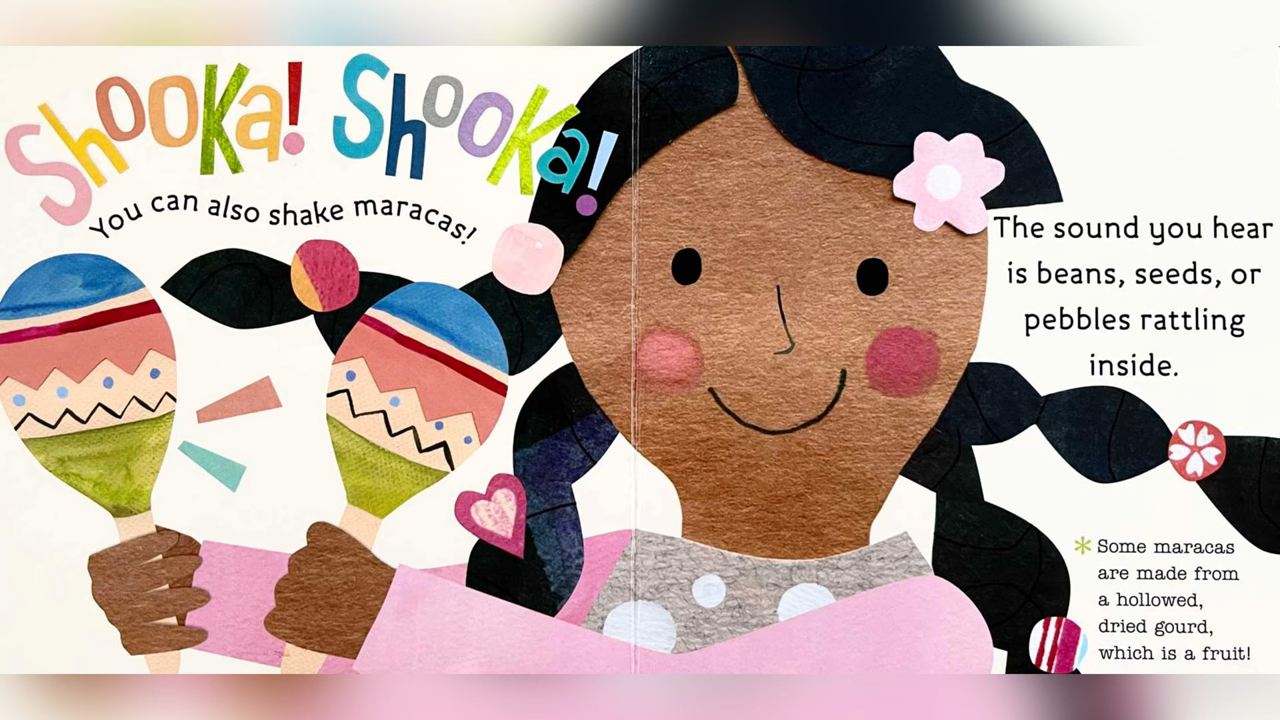 Shooka! Shooka!
You can also shake maracas!
The sound you hear
is beans, seeds, or
pebbles rattling
inside.
* Some maracas
are made from
a hollowed,
dried gourd,
which is a fruit!